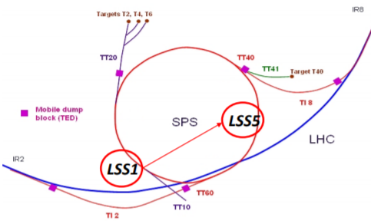 Targets T2, T4, T6
IR8
TT20
TT40
TT41
Target T40
TI 8
Mobile dump
block (TED)
SPS
LSS5
LHC
IR2
LSS1
TT60
TI 2
TT10